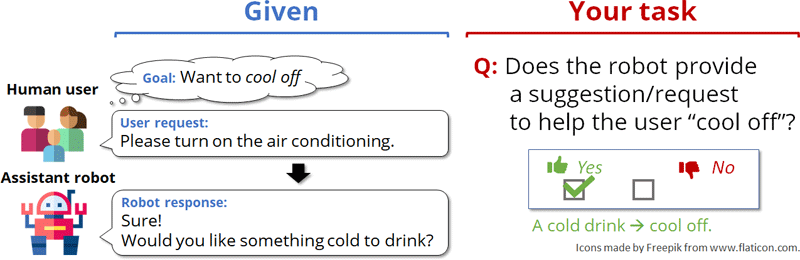 Given
Human user
Goal: Want to cool off
User request:
Please turn on the air conditioning.
Assistant robot
Robot response:
Sure!
Would you like something cold to drink?
Your task
Q: Does the robot provide
a suggestion/request
to help the user “cool off”?
Yes
No
A cold drink → cool off.
Icons made by Freepik from www.flaticon.com.